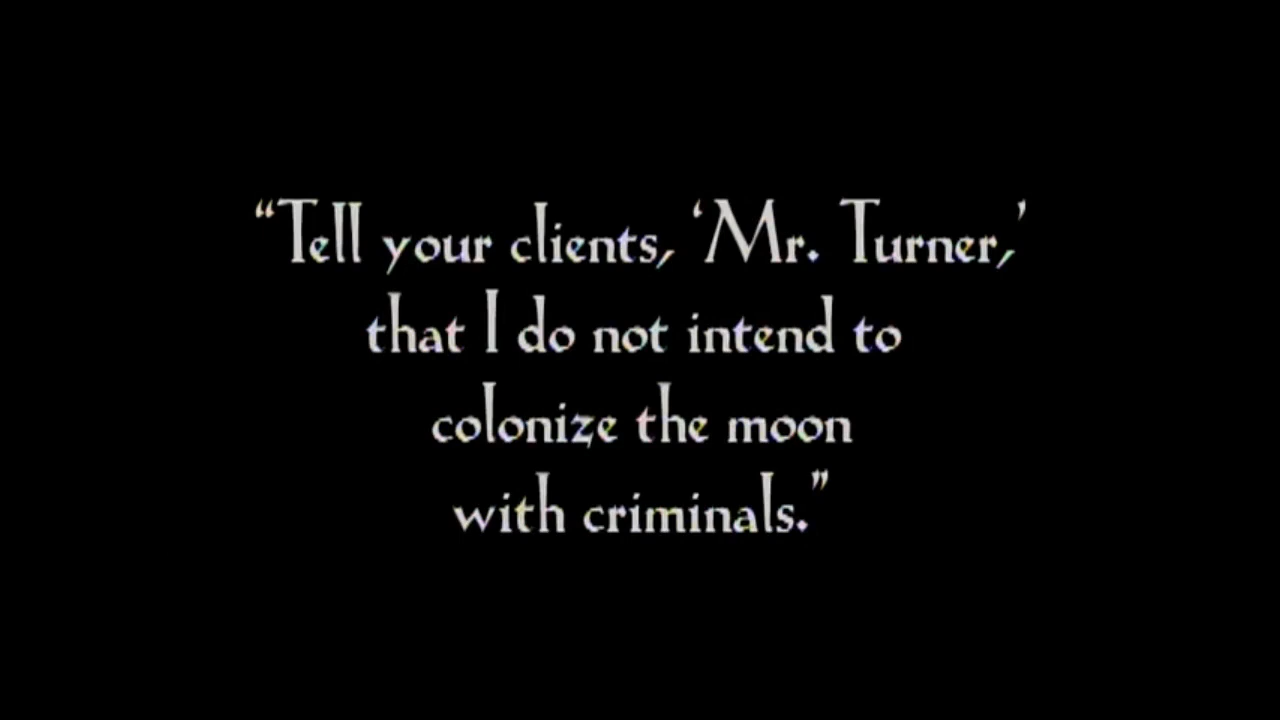 “Tell your clients, ‘Mr. Turner,’
that I do not intend to
colonize the moon
with criminals.”